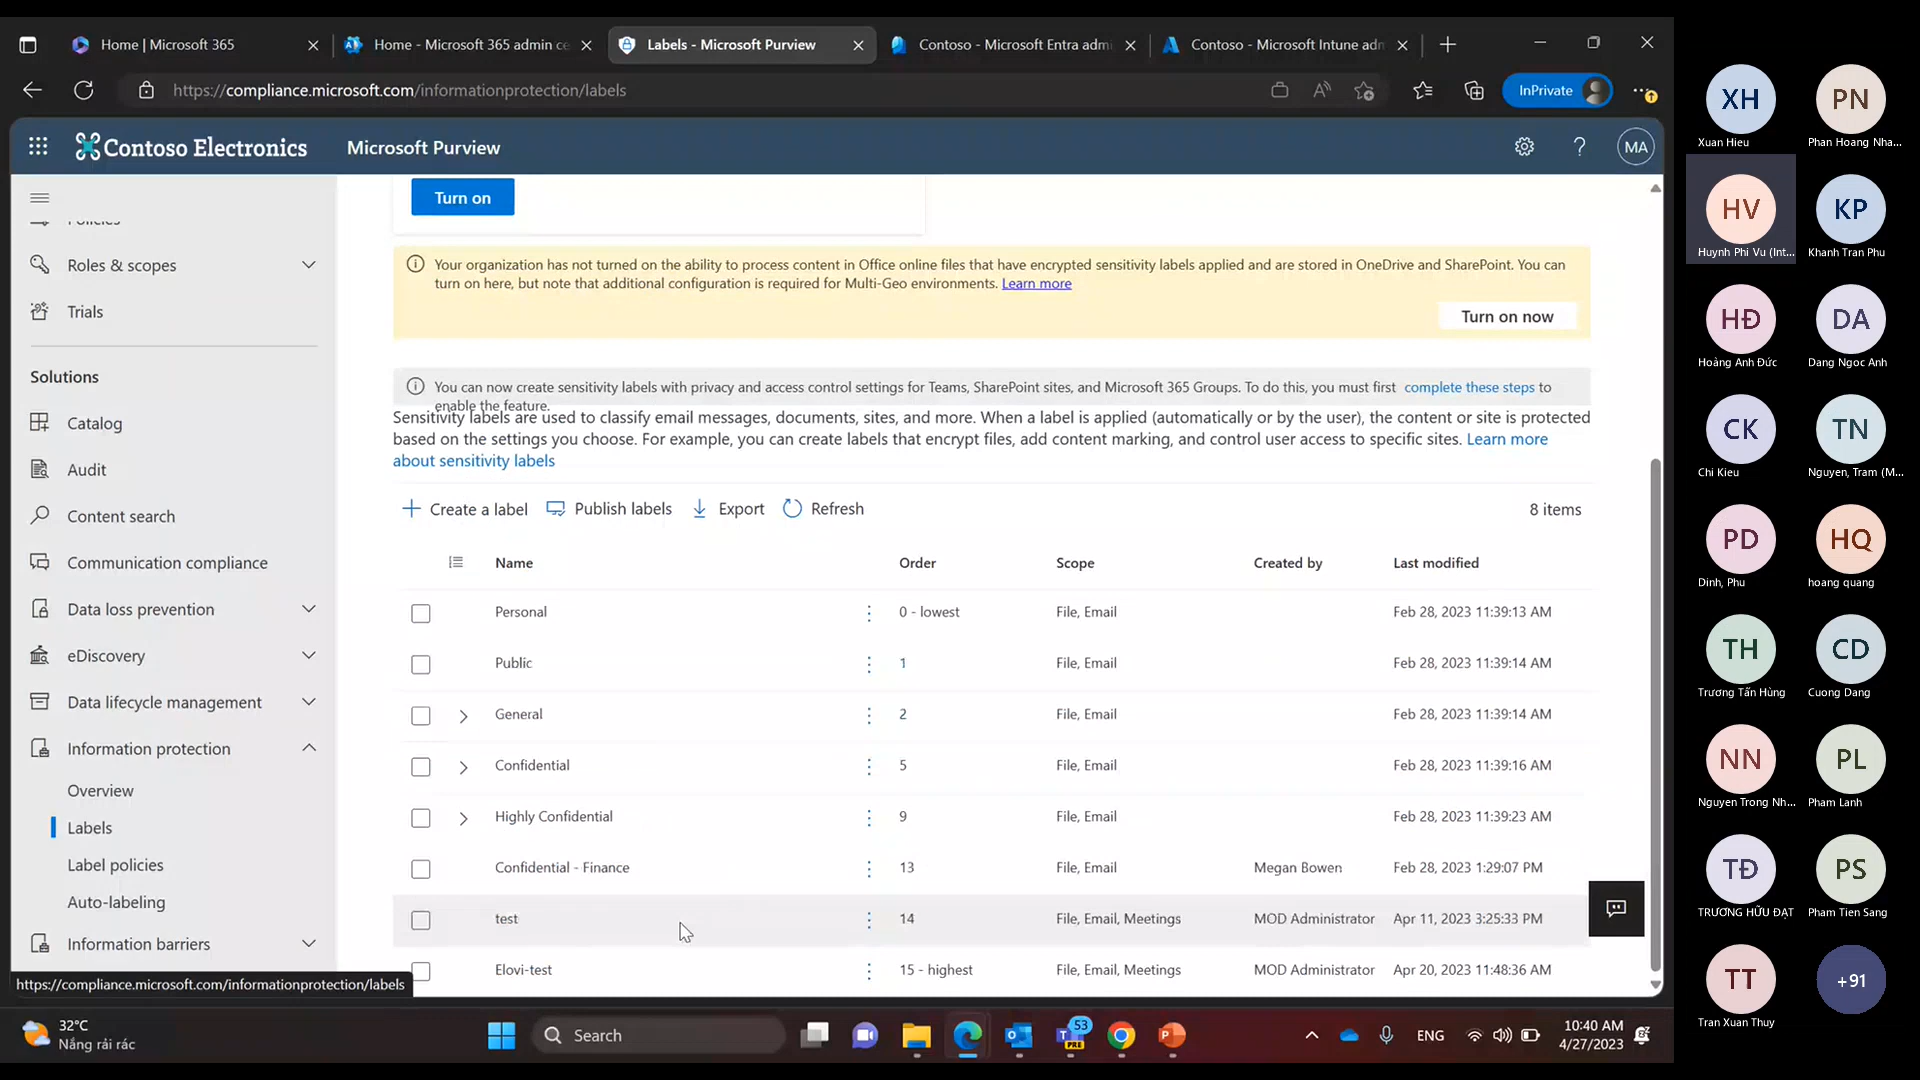 Home | Microsoft 365
Home - Microsoft 365 admin ce
Labels - Microsoft Purview
Contoso - Microsoft Entra adm
Contoso - Microsoft Intune adn
https://compliance.microsoft.com/informationprotection/labels
InPrivate
Contoso Electronics
Microsoft Purview
MA
Policies
Roles & scopes
Trials
Solutions
Catalog
Audit
Content search
Communication compliance
Data loss prevention
eDiscovery
Data lifecycle management
Information protection
Overview
Labels
Label policies
Auto-labeling
Information barriers
https://compliance.microsoft.com/informationprotection/labels
Turn on
Your organization has not turned on the ability to process content in Office online files that have encrypted sensitivity labels applied and are stored in OneDrive and SharePoint. You can
turn on here, but note that additional configuration is required for Multi-Geo environments. Learn more
Turn on now
You can now create sensitivity labels with privacy and access control settings for Teams, SharePoint sites, and Microsoft 365 Groups. To do this, you must first complete these steps to
enable the feature.
Sensitivity labels are used to classify email messages, documents, sites, and more. When a label is applied (automatically or by the user), the content or site is protected
based on the settings you choose. For example, you can create labels that encrypt files, add content marking, and control user access to specific sites. Learn more
about sensitivity labels
Create a label Publish labels Export Refresh 8 items
Name Order Scope Created by Last modified
Personal 0 - lowest File, Email Feb 28, 2023 11:39:13 AM
Public 1 File, Email Feb 28, 2023 11:39:14 AM
General 2 File, Email Feb 28, 2023 11:39:14 AM
Confidential 5 File, Email Feb 28, 2023 11:39:16 AM
Highly Confidential 9 File, Email Feb 28, 2023 11:39:23 AM
Confidential - Finance 13 File, Email Megan Bowen Feb 28, 2023 1:29:07 PM
test 14 File, Email, Meetings MOD Administrator Apr 11, 2023 3:25:33 PM
Elovi-test 15 - highest File, Email, Meetings MOD Administrator Apr 20, 2023 11:48:36 AM
32°C
Nắng rải rác
Search
53
PRE
ENG
10:40 AM
4/27/2023
XH PN
Xuan Hieu Phan Hoang Nha...
HV KP
Huynh Phi Vu (Int... Khanh Tran Phu
HĐ DA
Hoàng Anh Đức Dang Ngoc Anh
CK TN
Chi Kieu Nguyen, Tram (M...
PD HQ
Dinh, Phu hoang quang
TH CD
Trương Tấn Hùng Cuong Dang
NN PL
Nguyen Trong Nh... Pham Lanh
TĐ PS
TRƯƠNG HỮU ĐẠT Pham Tien Sang
TT +91
Tran Xuan Thuy